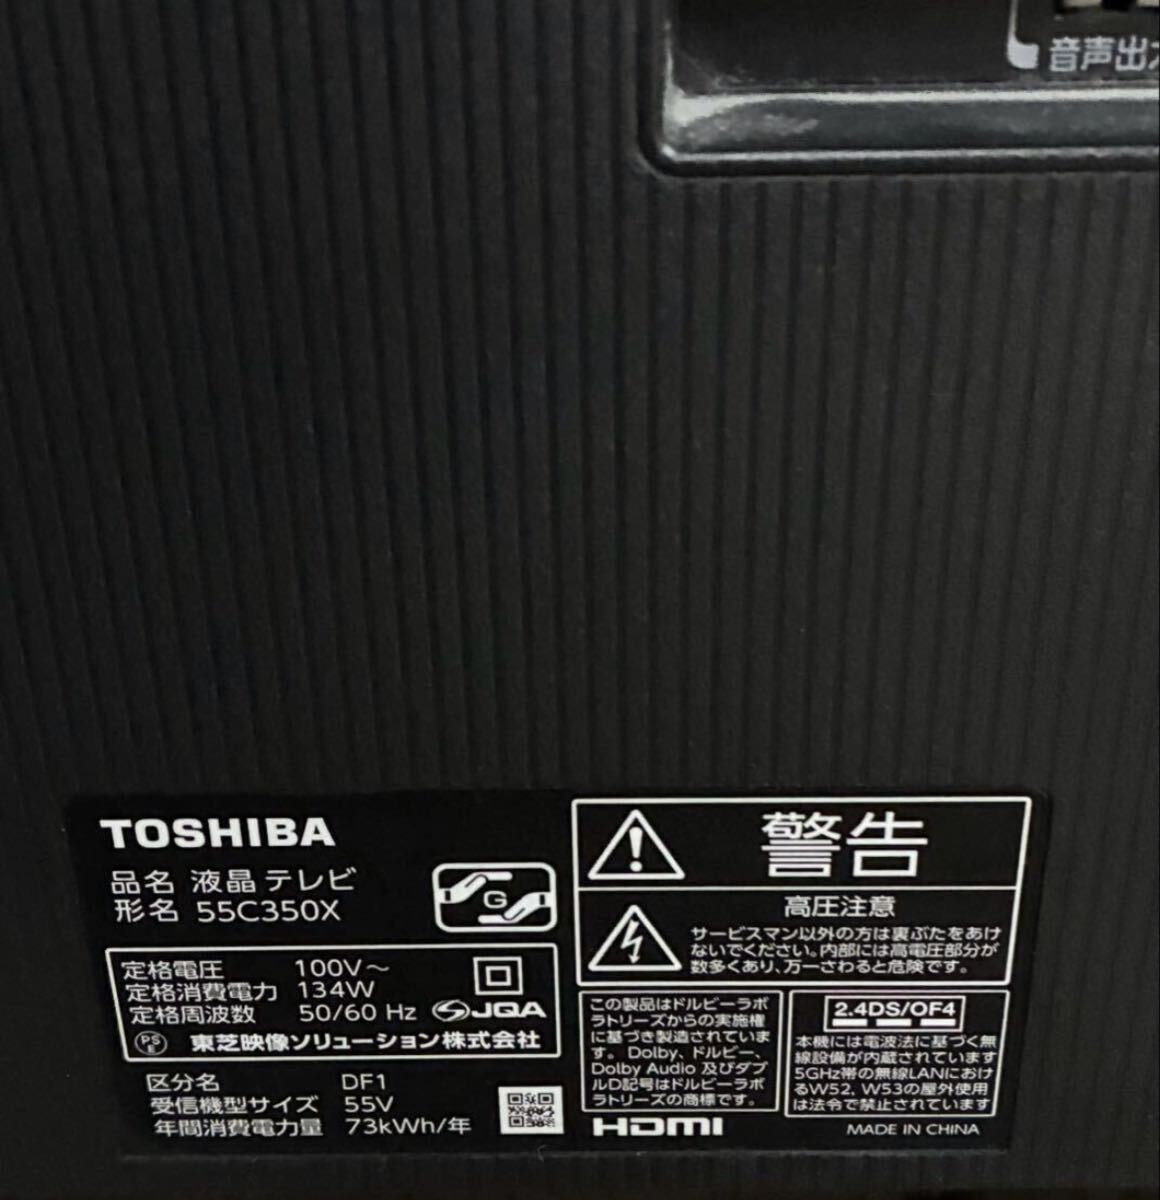 音声出
TOSHIBA
品名 液晶テレビ
形名 55C350X
G
定格電圧 100V～
定格消費電力 134W
定格周波数 50/60 Hz
JQA
PS
E
東芝映像ソリューション株式会社
区分名 DF1
受信機型サイズ 55V
年間消費電力量 73kWh/年
警告
高圧注意
サービスマン以外の方は裏ぶたをあけ
ないでください。内部には高電圧部分が
数多くあり、万一さわると危険です。
この製品はドルビーラボ
ラトリーズからの実施権
に基づき製造されていま
す。Dolby、ドルビー、
Dolby Audio 及びダブ
ルD記号はドルビーラボ
ラトリーズの商標です。
HDMI
2.4DS/OF4
本機には電波法に基づく無
線設備が内蔵されています
5GHz帯の無線LANにおけ
るW52, W53の屋外使用
は法令で禁止されています
MADE IN CHINA